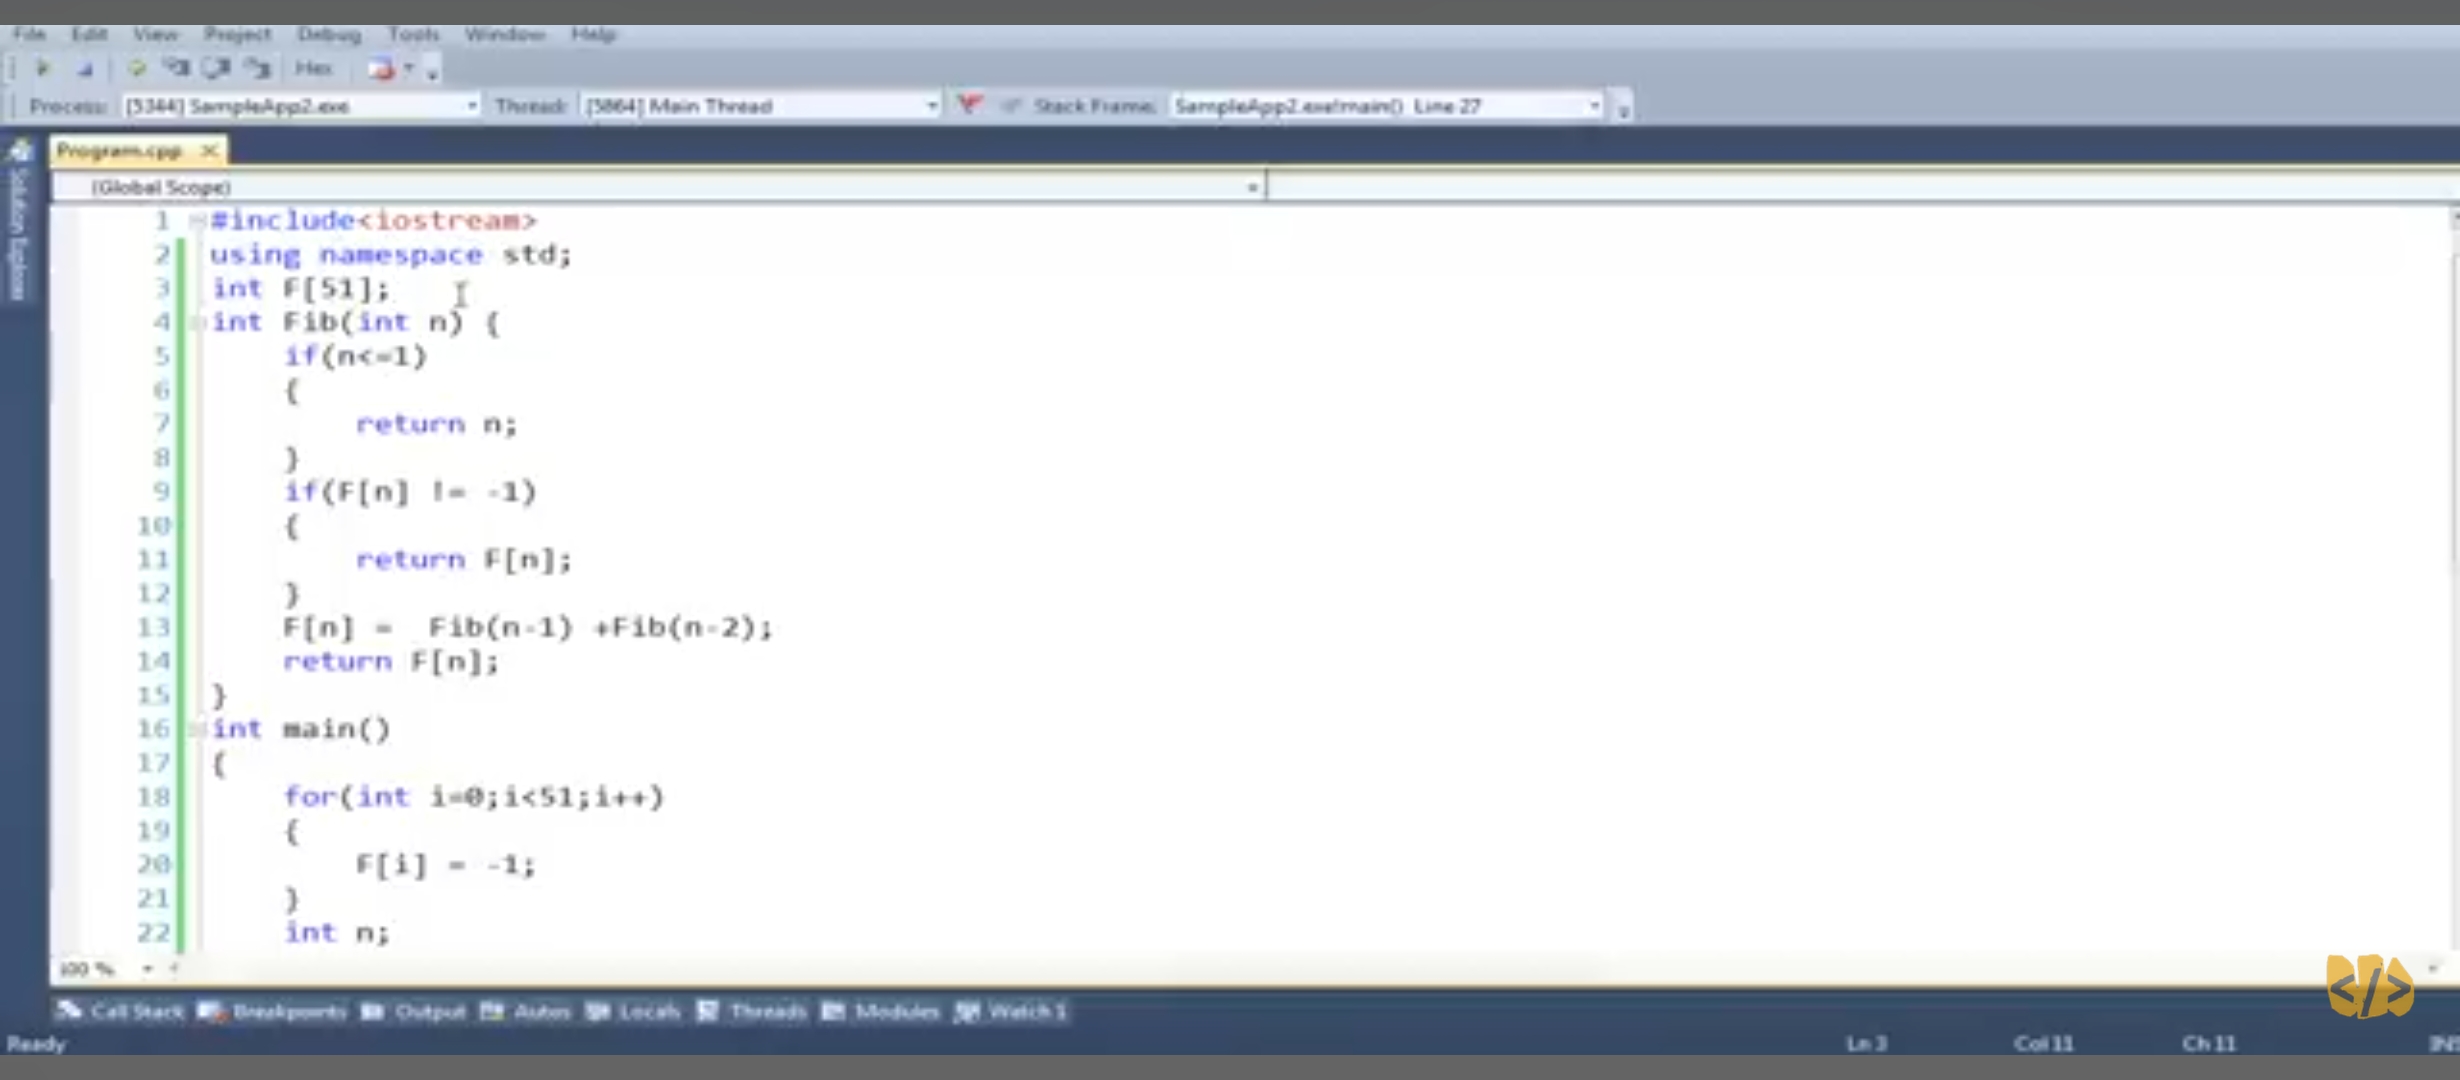 File Edit View Project Debug Tools Window Help
Hex
Process: [5344] SampleApp2.exe Thread: [5864] Main Thread Stack Frame: SampleApp2.exe!main() Line 27
Program.cpp
(Global Scope)
Solution Explorer
1 #include<iostream>
2 using namespace std;
3 int F[51];
4 int Fib(int n) {
5 if(n<=1)
6 {
7 return n;
8 }
9 if(F[n] != -1)
10 {
11 return F[n];
12 }
13 F[n] = Fib(n-1) +Fib(n-2);
14 return F[n];
15 }
16 int main()
17 {
18 for(int i=0;i<51;i++)
19 {
20 F[i] = -1;
21 }
22 int n;
100 %
</>
Call Stack Breakpoints Output Autos Locals Threads Modules Watch 1
Ready Ln 3 Col 11 Ch 11 INS